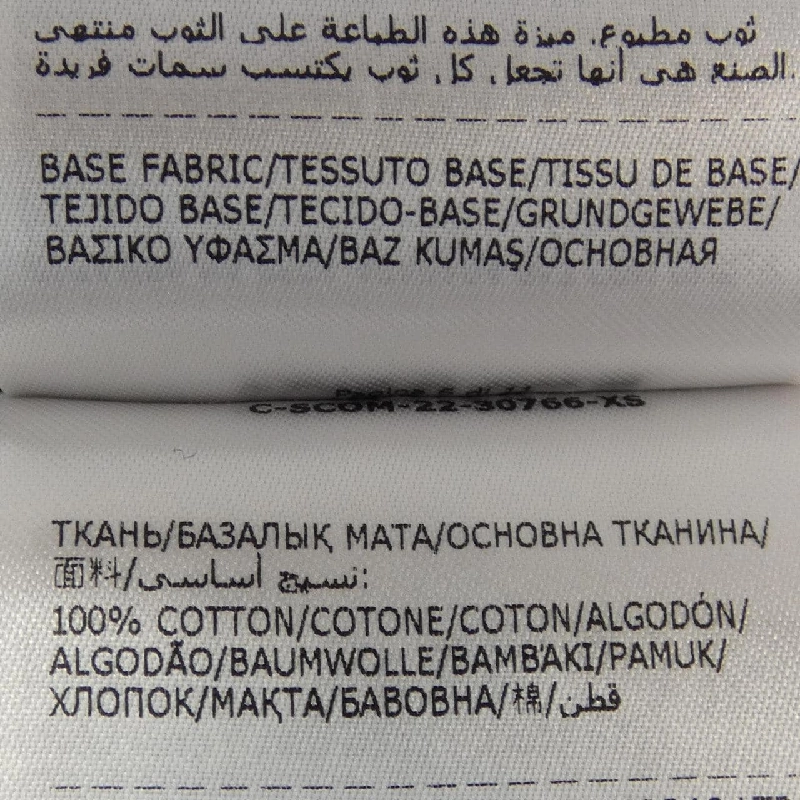 ثوب مطبوع. ميزة هذه الطباعة على الثوب منتهى
الصنع هى أنها تجعل. كل. ثوب يكتسب سمات فريدة.
BASE FABRIC/TESSUTO BASE/TISSU DE BASE/
TEJIDO BASE/TECIDO-BASE/GRUNDGEWEBE/
ΒΑΣΙΚΟ ΥΦΑΣΜΑ/BAZ KUMAŞ/ОСНОВНАЯ
C-SCOM-22-30766-XS
ТКАНЬ/БАЗАЛЫҚ МАТА/ОСНОВНА ТКАНИНА/
面料/نسيج أساسى:
100% COTTON/COTONE/COTON/ALGODÓN/
ALGODÃO/BAUMWOLLE/ΒΑΜΒΆΚΙ/PAMUK/
ХЛОПОК/МАҚТА/БАВОВНА/棉/قطن